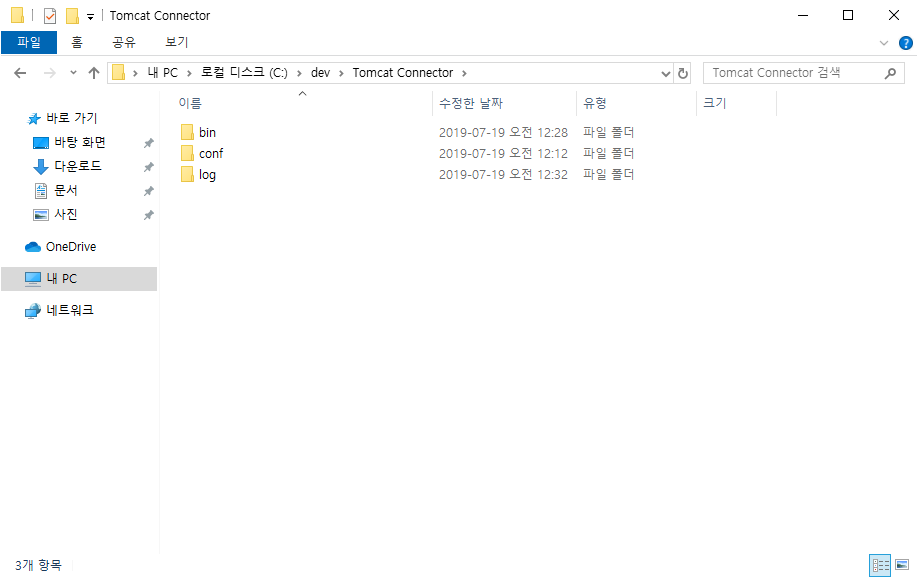 Tomcat Connector
파일 홈 공유 보기
내 PC 로컬 디스크 (C:) dev Tomcat Connector Tomcat Connector 검색
이름 수정한 날짜 유형 크기
바로 가기
바탕 화면
다운로드
문서
사진
OneDrive
내 PC
네트워크
bin 2019-07-19 오전 12:28 파일 폴더
conf 2019-07-19 오전 12:12 파일 폴더
log 2019-07-19 오전 12:32 파일 폴더
3개 항목